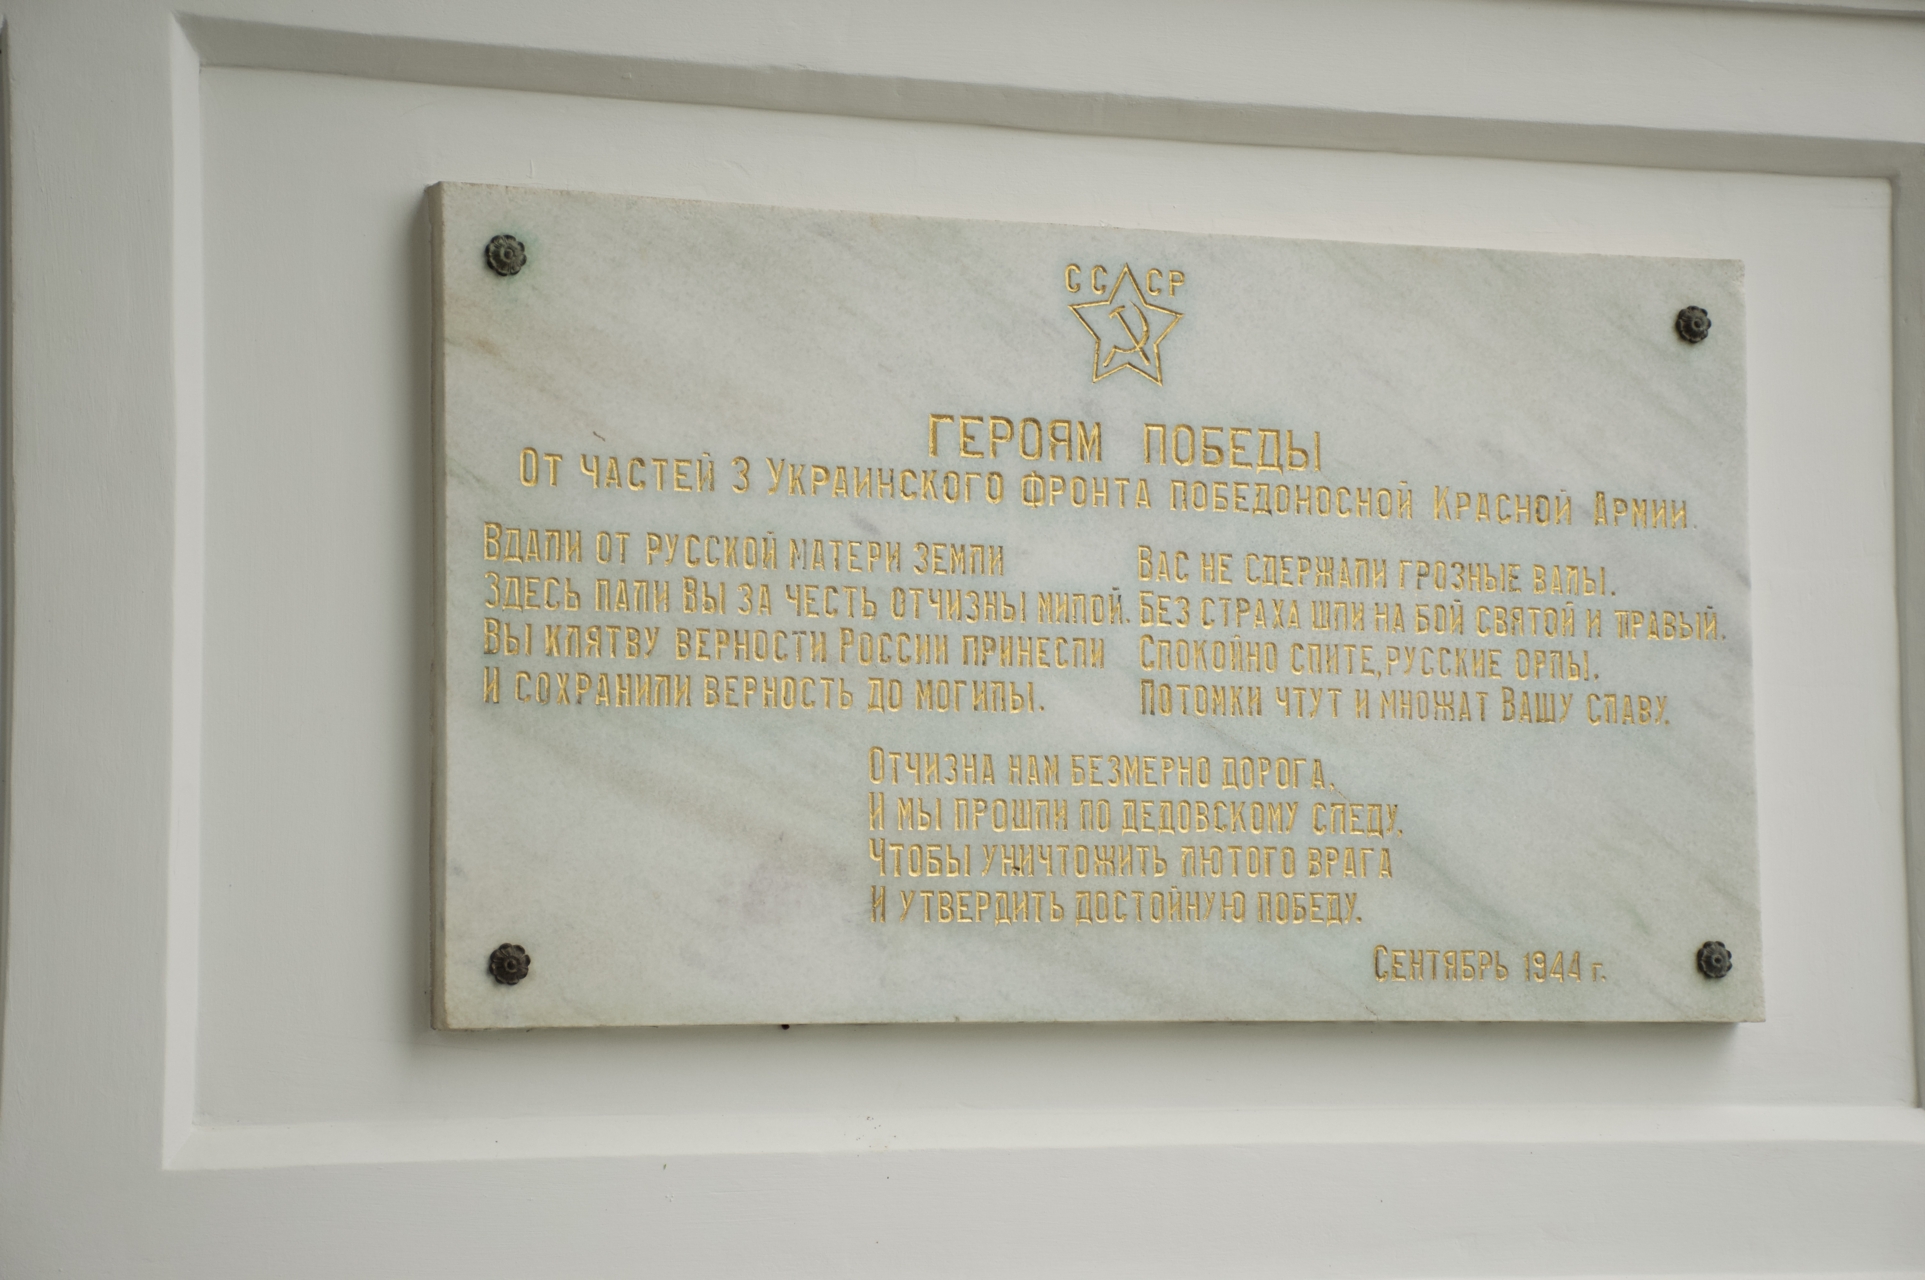 СССР
ГЕРОЯМ ПОБЕДЫ
От частей 3 Украинского фронта победоносной Красной Армии.
Вдали от русской матери земли
Здесь пали Вы за честь отчизны милой.
Вы клятву верности России принесли
И сохранили верность до могилы.
Вас не сдержали грозные валы.
Без страха шли на бой святой и правый.
Спокойно спите, русские орлы.
Потомки чтут и множат Вашу славу.
Отчизна нам безмерно дорога,
И мы прошли по дедовскому следу,
Чтобы уничтожить лютого врага
И утвердить достойную победу.
Сентябрь 1944 г.